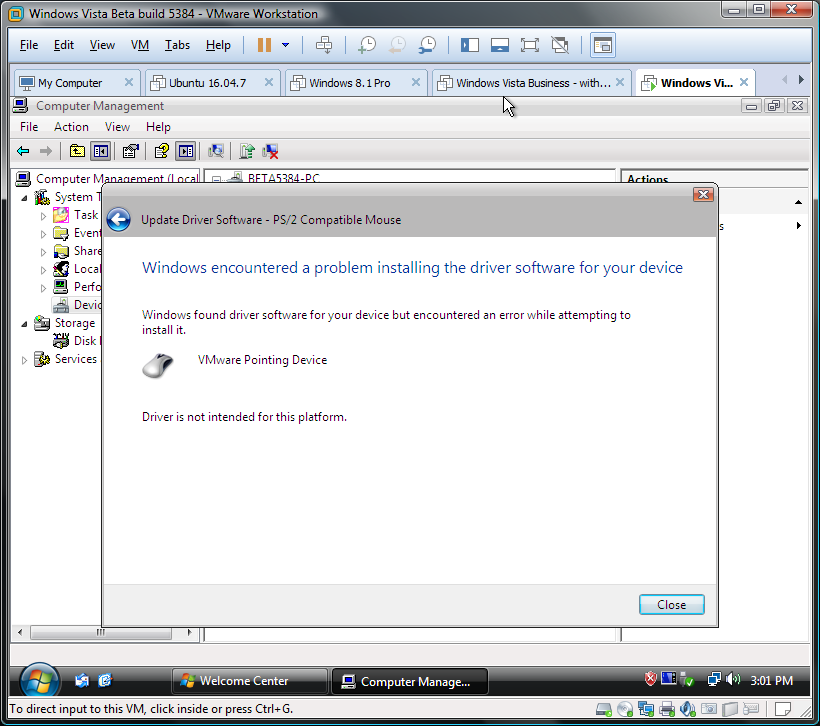 Windows Vista Beta build 5384 - VMware Workstation
File Edit View VM Tabs Help
My Computer Ubuntu 16.04.7 Windows 8.1 Pro Windows Vista Business - with... Windows Vi...
Computer Management
File Action View Help
Computer Management (Local
BETA5384-PC
Actions
System T
Task
Event
s
Share
Local
Perfo
Devic
Storage
Disk
Services
Update Driver Software - PS/2 Compatible Mouse
Windows encountered a problem installing the driver software for your device
Windows found driver software for your device but encountered an error while attempting to
install it.
VMware Pointing Device
Driver is not intended for this platform.
Close
Welcome Center Computer Manage... 3:01 PM
To direct input to this VM, click inside or press Ctrl+G.